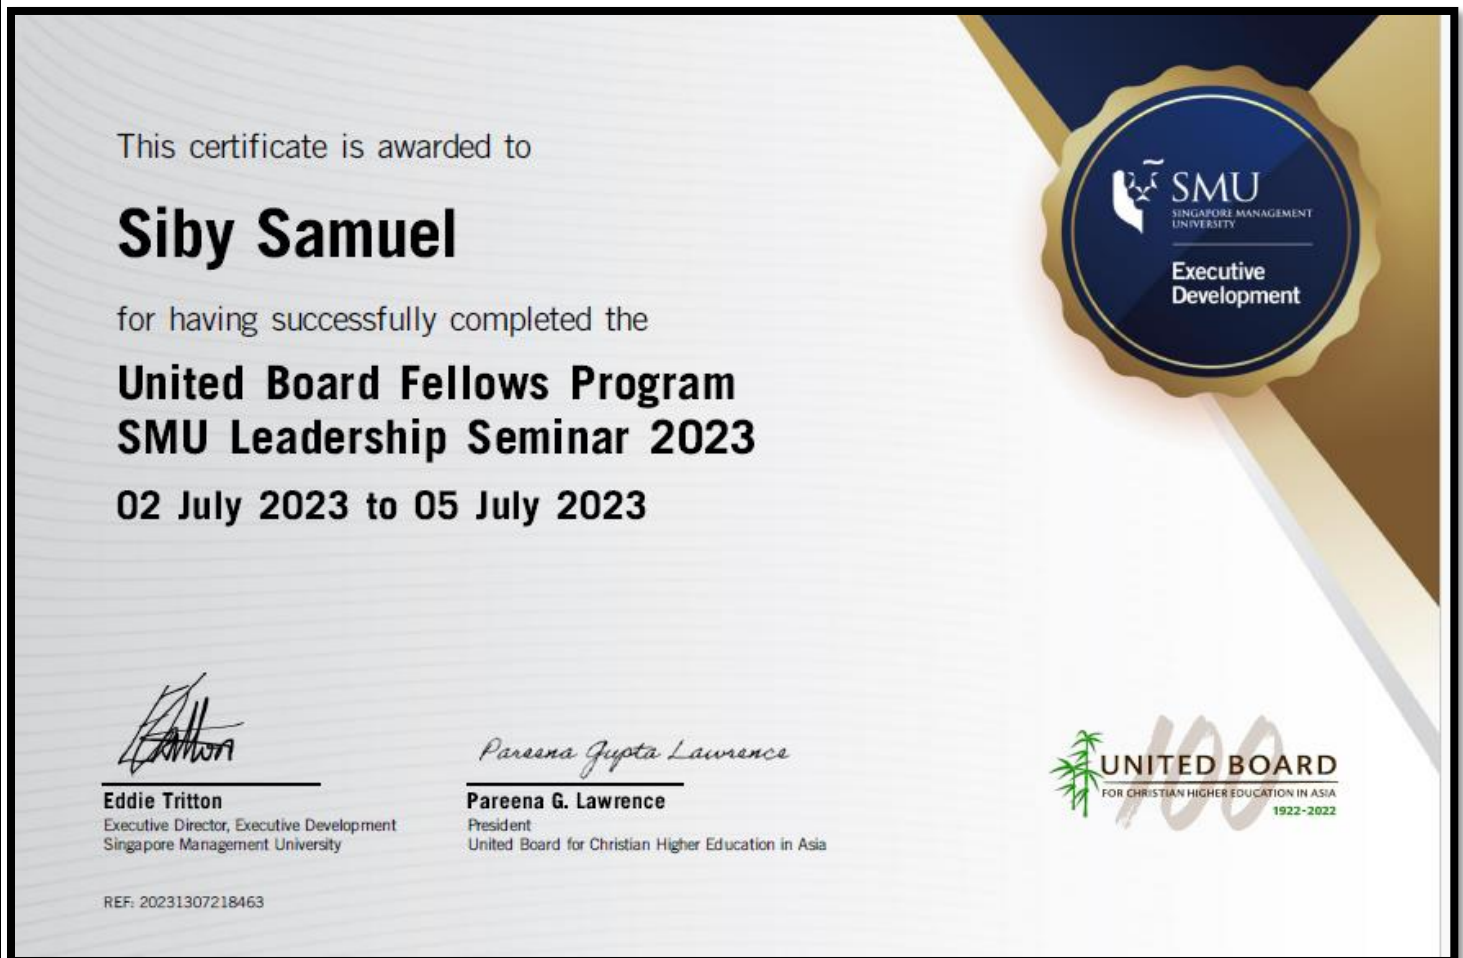 This certificate is awarded to
Siby Samuel
for having successfully completed the
United Board Fellows Program
SMU Leadership Seminar 2023
02 July 2023 to 05 July 2023
SMU
SINGAPORE MANAGEMENT
UNIVERSITY
Executive
Development
Pareena Gupta Lawrence
Eddie Tritton
Executive Director, Executive Development
Singapore Management University
Pareena G. Lawrence
President
United Board for Christian Higher Education in Asia
100
UNITED BOARD
FOR CHRISTIAN HIGHER EDUCATION IN ASIA
1922-2022
REF: 20231307218463